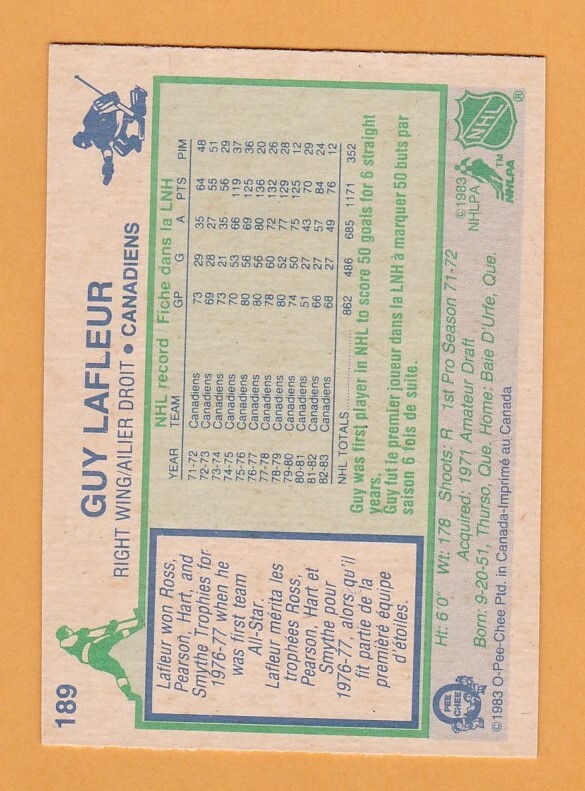 189
GUY LAFLEUR
RIGHT WING/AILIER DROIT • CANADIENS
Lafleur won Ross,
Pearson, Hart, and
Smythe Trophies for
1976-77 when he
was first team
All-Star.
Lafleur mérita les
trophées Ross,
Pearson, Hart et
Smythe pour
1976-77, alors qu'il
fit partie de la
première équipe
d'étoiles.
NHL record Fiche dans la LNH
YEAR TEAM GP G A PTS PIM
71-72 Canadiens 73 29 35 64 48
72-73 Canadiens 69 28 27 55 51
73-74 Canadiens 73 21 35 56 29
74-75 Canadiens 70 53 66 119 37
75-76 Canadiens 80 56 69 125 36
76-77 Canadiens 80 56 80 136 20
77-78 Canadiens 78 60 72 132 26
78-79 Canadiens 80 52 77 129 28
79-80 Canadiens 74 50 75 125 12
80-81 Canadiens 51 27 43 70 29
81-82 Canadiens 66 27 57 84 24
82-83 Canadiens 68 27 49 76 12
NHL TOTALS 862 486 685 1171 352
Guy was first player in NHL to score 50 goals for 6 straight
years.
Guy fut le premier joueur dans la LNH à marquer 50 buts par
saison 6 fois de suite.
Ht: 6'0" Wt: 178 Shoots: R 1st Pro Season 71-72
Acquired: 1971 Amateur Draft
Born: 9-20-51, Thurso, Que. Home: Baie D'Urfe, Que.
©1983 O-Pee-Chee Ptd. in Canada-Imprimé au Canada
O PEE CHEE
©1983
NHLPA
NHLPA ™
NHL ®